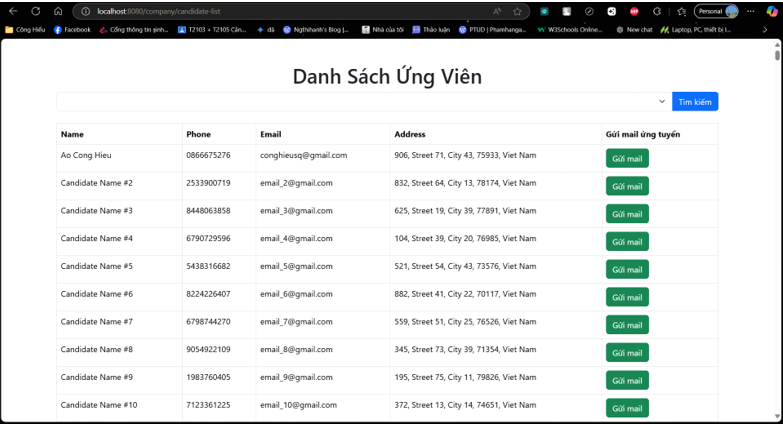 localhost:8080/company/candidate-list
Personal
Công Hiếu Facebook Cổng thông tin sinh... T2103 + T2105 Căn... dá Ngthihanh's Blog |... Nhà của tôi Thảo luận PTUD | Phamhanga... W3Schools Online... New chat Laptop, PC, thiết bị l...
Danh Sách Ứng Viên
Tìm kiếm
Name Phone Email Address Gửi mail ứng tuyển
Ao Cong Hieu 0866675276 conghieusq@gmail.com 906, Street 71, City 43, 75933, Viet Nam Gửi mail
Candidate Name #2 2533900719 email_2@gmail.com 832, Street 64, City 13, 78174, Viet Nam Gửi mail
Candidate Name #3 8448063858 email_3@gmail.com 625, Street 19, City 39, 77891, Viet Nam Gửi mail
Candidate Name #4 6790729596 email_4@gmail.com 104, Street 39, City 20, 76985, Viet Nam Gửi mail
Candidate Name #5 5438316682 email_5@gmail.com 521, Street 54, City 43, 73576, Viet Nam Gửi mail
Candidate Name #6 8224226407 email_6@gmail.com 882, Street 41, City 22, 70117, Viet Nam Gửi mail
Candidate Name #7 6798744270 email_7@gmail.com 559, Street 51, City 25, 76526, Viet Nam Gửi mail
Candidate Name #8 9054922109 email_8@gmail.com 345, Street 73, City 39, 71354, Viet Nam Gửi mail
Candidate Name #9 1983760405 email_9@gmail.com 195, Street 75, City 11, 79826, Viet Nam Gửi mail
Candidate Name #10 7123361225 email_10@gmail.com 372, Street 13, City 14, 74651, Viet Nam Gửi mail